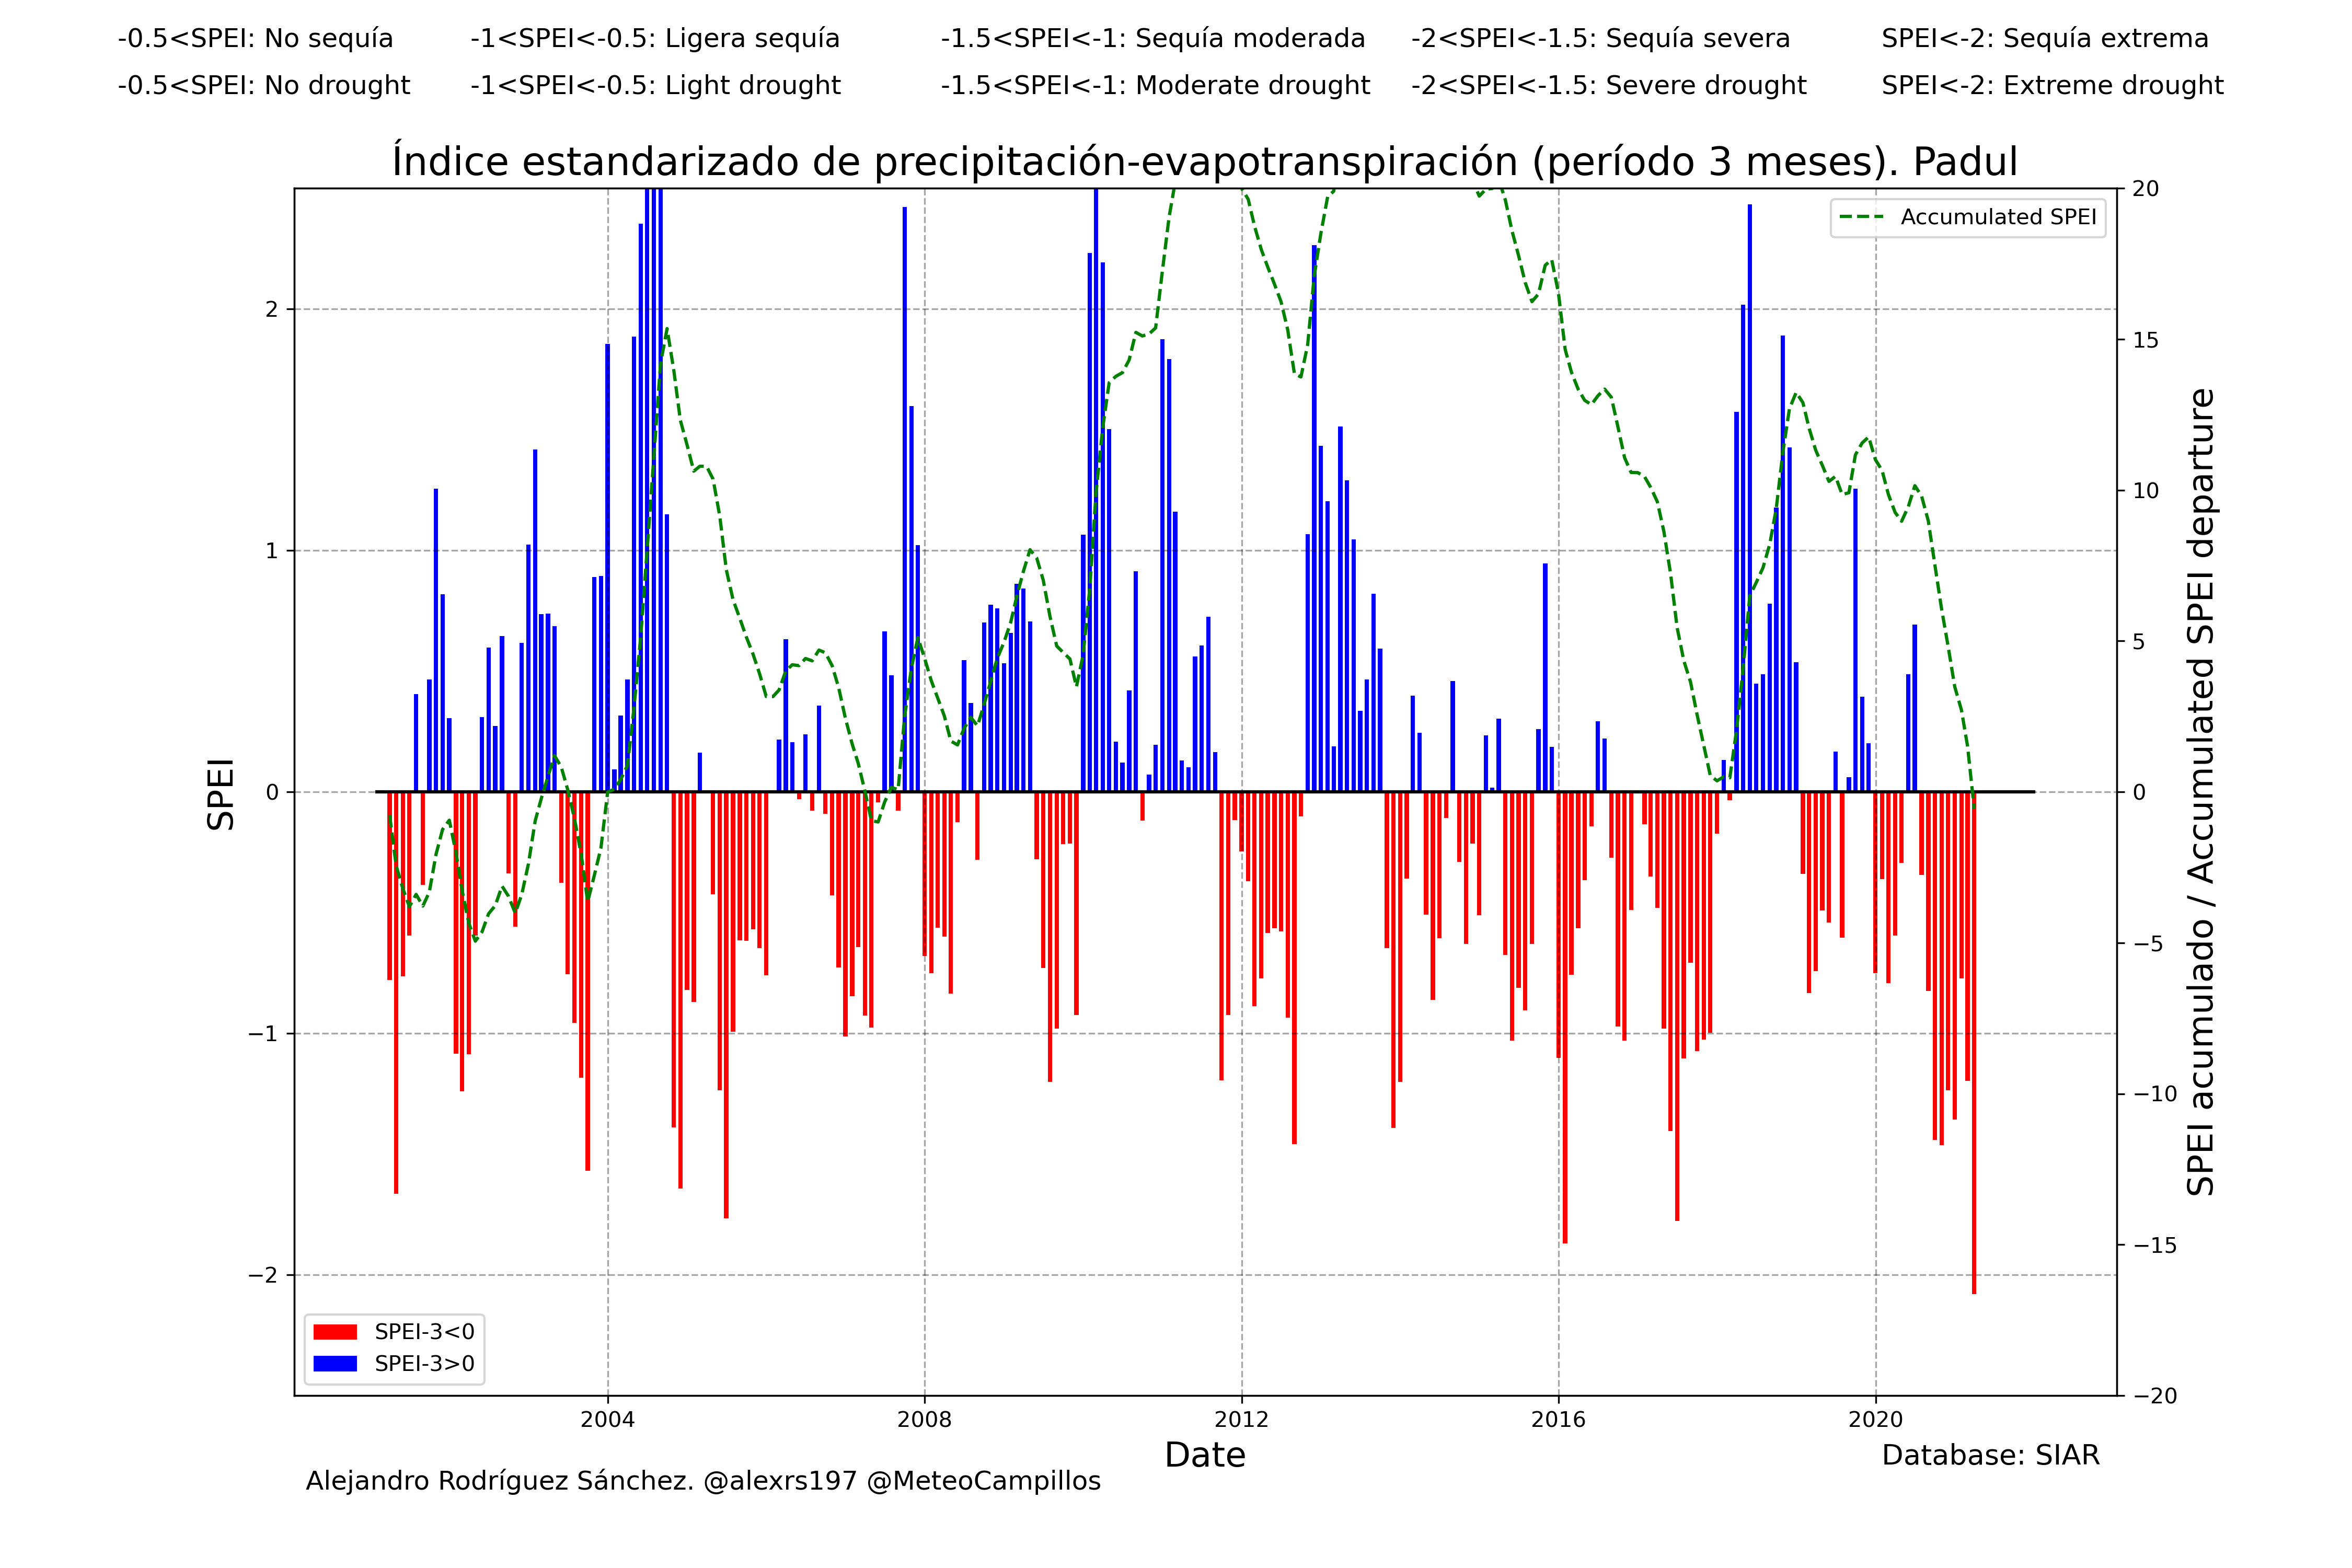 -0.5<SPEI: No sequía -1<SPEI<-0.5: Ligera sequía -1.5<SPEI<-1: Sequía moderada -2<SPEI<-1.5: Sequía severa SPEI<-2: Sequía extrema
-0.5<SPEI: No drought -1<SPEI<-0.5: Light drought -1.5<SPEI<-1: Moderate drought -2<SPEI<-1.5: Severe drought SPEI<-2: Extreme drought
Índice estandarizado de precipitación-evapotranspiración (período 3 meses). Padul
SPEI
2
1
0
−1
−2
Accumulated SPEI
20
15
10
5
0
−5
−10
−15
−20
SPEI acumulado / Accumulated SPEI departure
SPEI-3<0
SPEI-3>0
2004 2008 2012 2016 2020
Date
Database: SIAR
Alejandro Rodríguez Sánchez. @alexrs197 @MeteoCampillos